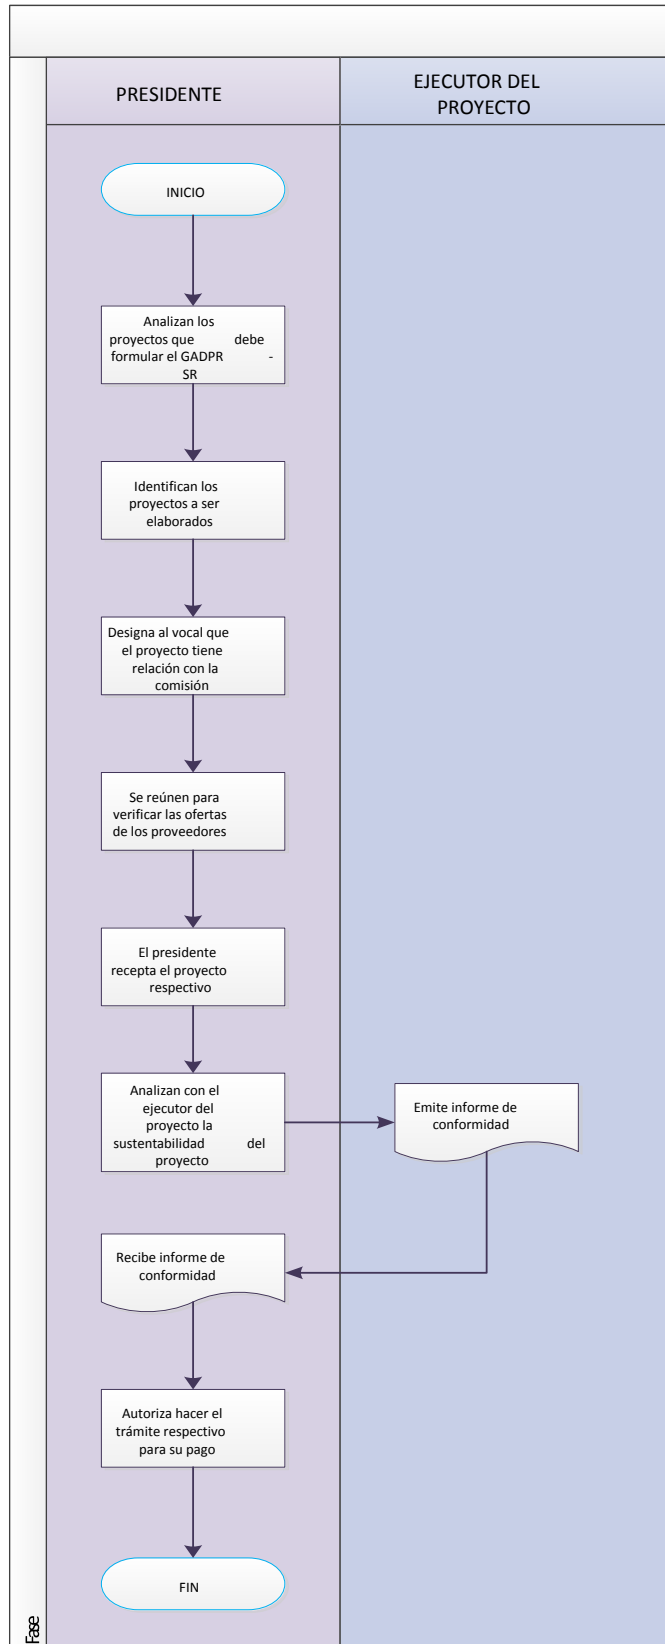 PRESIDENTE
EJECUTOR DEL
PROYECTO
INICIO
Analizan los
proyectos que debe
formular el GADPR -
SR
Identifican los
proyectos a ser
elaborados
Designa al vocal que
el proyecto tiene
relación con la
comisión
Se reúnen para
verificar las ofertas
de los proveedores
El presidente
recepta el proyecto
respectivo
Analizan con el
ejecutor del
proyecto la
sustentabilidad del
proyecto
Emite informe de
conformidad
Recibe informe de
conformidad
Autoriza hacer el
trámite respectivo
para su pago
FIN
Fase